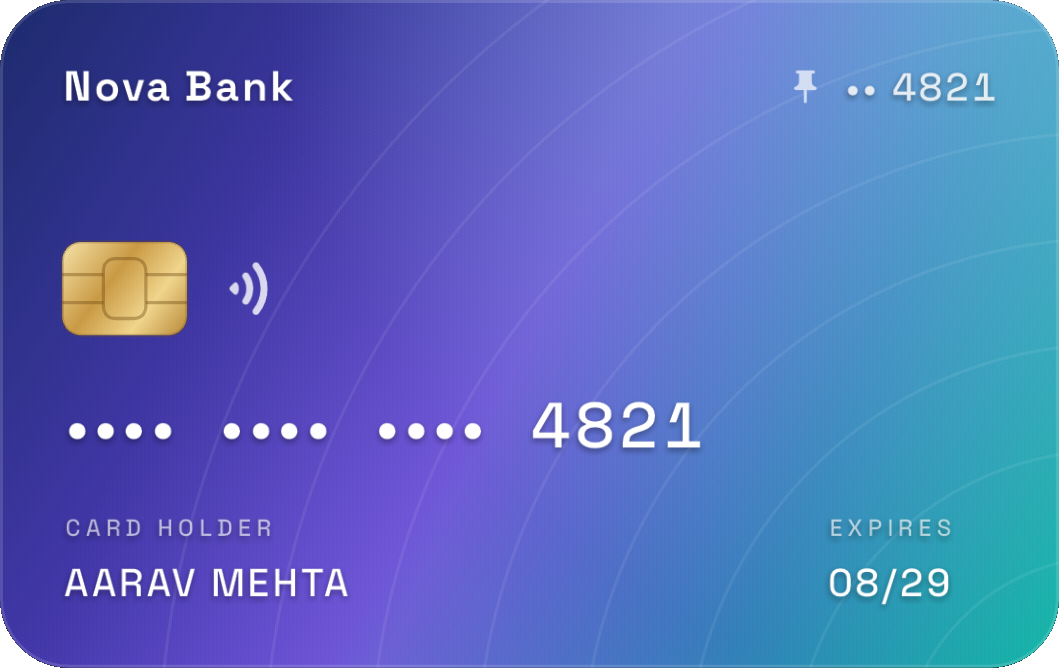 Nova Bank
•• 4821
•••• •••• •••• 4821
CARD HOLDER
EXPIRES
AARAV MEHTA
08/29